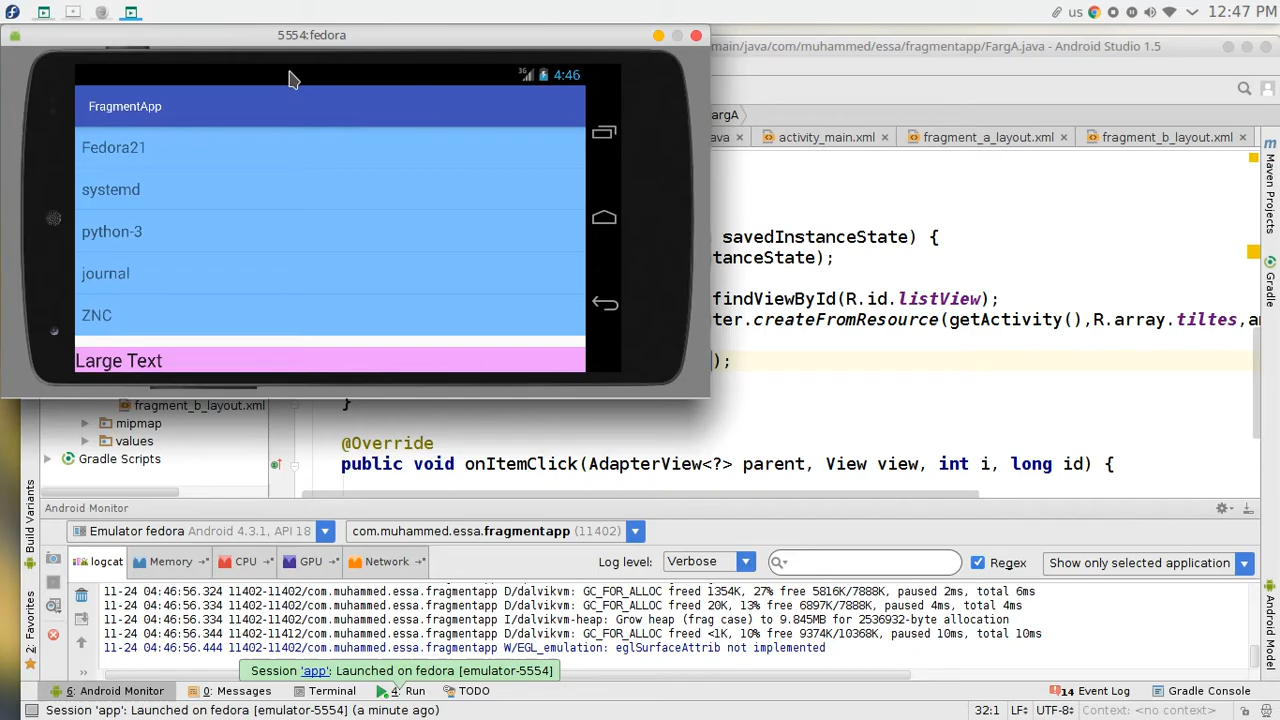 us
12:47 PM
5554:fedora
main/java/com/muhammed/essa/fragmentapp/FargA.java - Android Studio 1.5
3G 4:46
FragmentApp
Fedora21
systemd
python-3
journal
ZNC
Large Text
argA
ava
activity_main.xml
fragment_a_layout.xml
fragment_b_layout.xml
savedInstanceState) {
tanceState);
findViewById(R.id.listView);
ter.createFromResource(getActivity(),R.array.tiltes,an
);
}
@Override
public void onItemClick(AdapterView<?> parent, View view, int i, long id) {
fragment_b_layout.xml
mipmap
values
Gradle Scripts
Maven Projects
Gradle
Android Model
Build Variants
2: Favorites
Android Monitor
Emulator fedora Android 4.3.1, API 18
com.muhammed.essa.fragmentapp (11402)
logcat
Memory
CPU
GPU
Network
Log level:
Verbose
Regex
Show only selected application
11-24 04:46:56.324 11402-11402/com.muhammed.essa.fragmentapp D/dalvikvm: GC_FOR_ALLOC freed 1354K, 27% free 5816K/7888K, paused 2ms, total 6ms
11-24 04:46:56.334 11402-11402/com.muhammed.essa.fragmentapp D/dalvikvm: GC_FOR_ALLOC freed 20K, 13% free 6897K/7888K, paused 4ms, total 4ms
11-24 04:46:56.334 11402-11402/com.muhammed.essa.fragmentapp I/dalvikvm-heap: Grow heap (frag case) to 9.845MB for 2536932-byte allocation
11-24 04:46:56.344 11402-11412/com.muhammed.essa.fragmentapp D/dalvikvm: GC_FOR_ALLOC freed <1K, 10% free 9374K/10368K, paused 10ms, total 10ms
11-24 04:46:56.444 11402-11402/com.muhammed.essa.fragmentapp W/EGL_emulation: eglSurfaceAttrib not implemented
Session 'app': Launched on fedora [emulator-5554]
6: Android Monitor
0: Messages
Terminal
4: Run
TODO
14 Event Log
Gradle Console
Session 'app': Launched on fedora [emulator-5554] (a minute ago)
32:1
LF
UTF-8
Context: <no context>